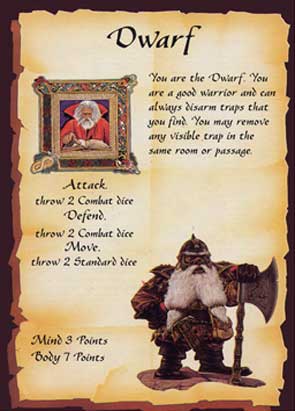 Dwarf
You are the Dwarf. You
are a good warrior and can
always disarm traps that
you find. You may remove
any visible trap in the
same room or passage.
Attack
throw 2 Combat dice
Defend
throw 2 Combat dice
Move
throw 2 Standard dice
Mind 3 Points
Body 7 Points